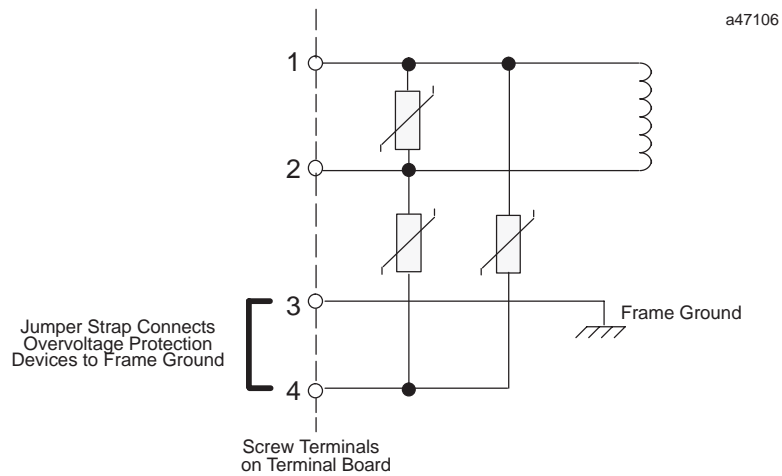 a47106
1
2
3
Frame Ground
Jumper Strap Connects
Overvoltage Protection
Devices to Frame Ground
4
Screw Terminals
on Terminal Board